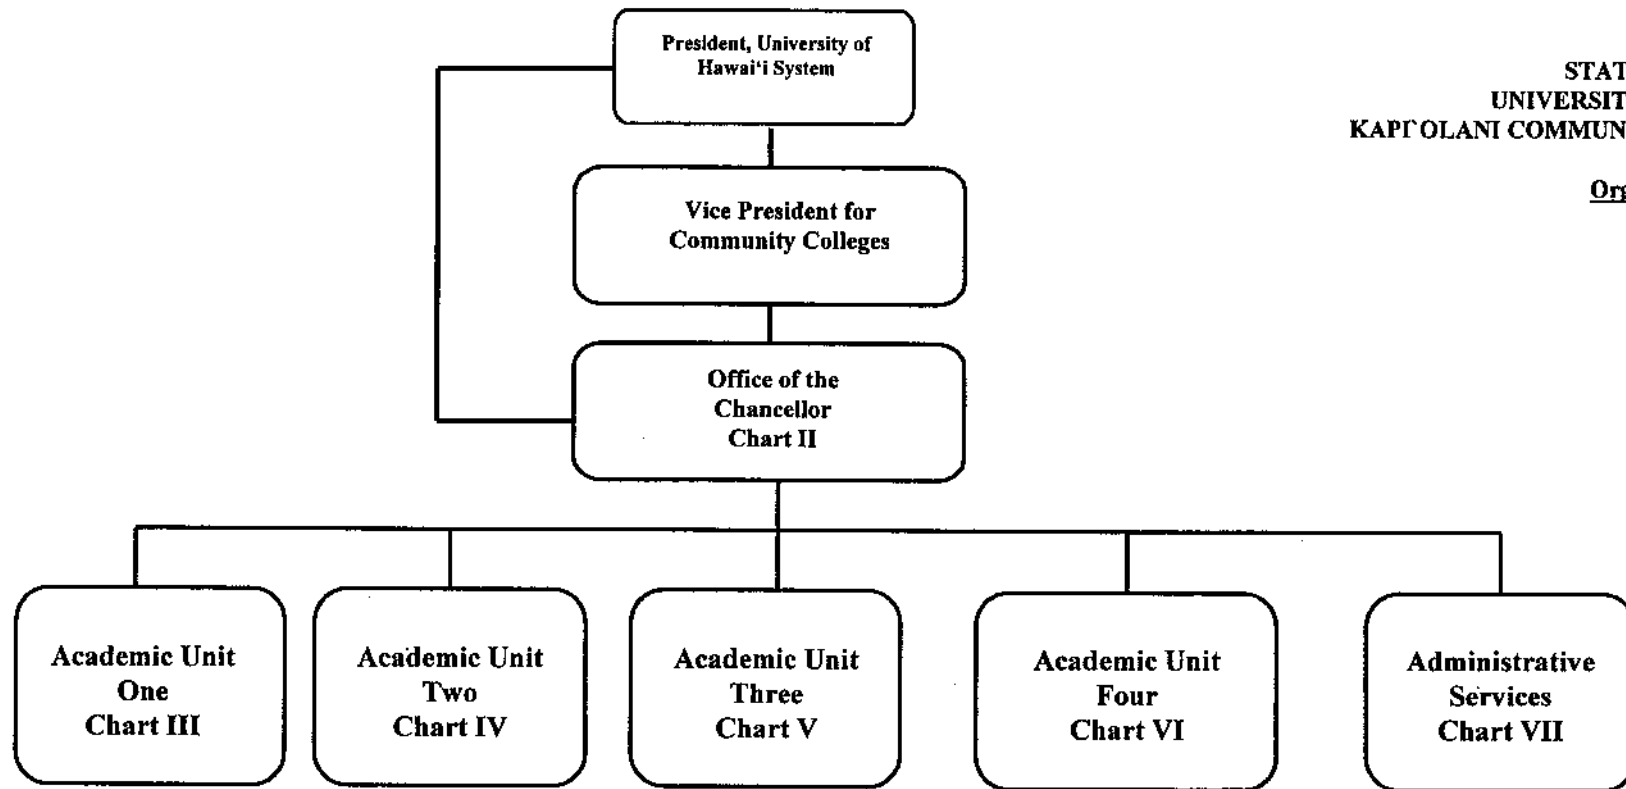 President, University of
Hawai‘i System
STAT
UNIVERSIT
KAPI`OLANI COMMUN
Org
Vice President for
Community Colleges
Office of the
Chancellor
Chart II
Academic Unit
One
Chart III
Academic Unit
Two
Chart IV
Academic Unit
Three
Chart V
Academic Unit
Four
Chart VI
Administrative
Services
Chart VII